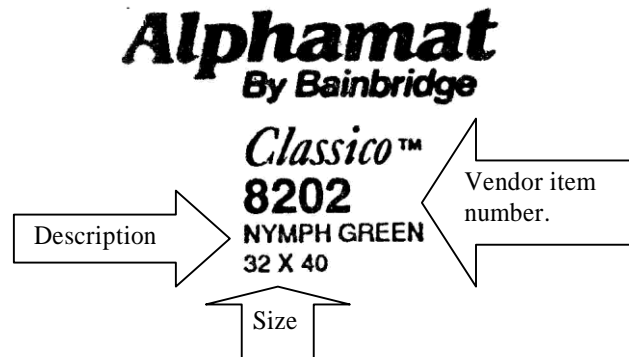 Alphamat
By Bainbridge
Classico™
8202
Vendor item
number.
Description
NYMPH GREEN
32 X 40
Size